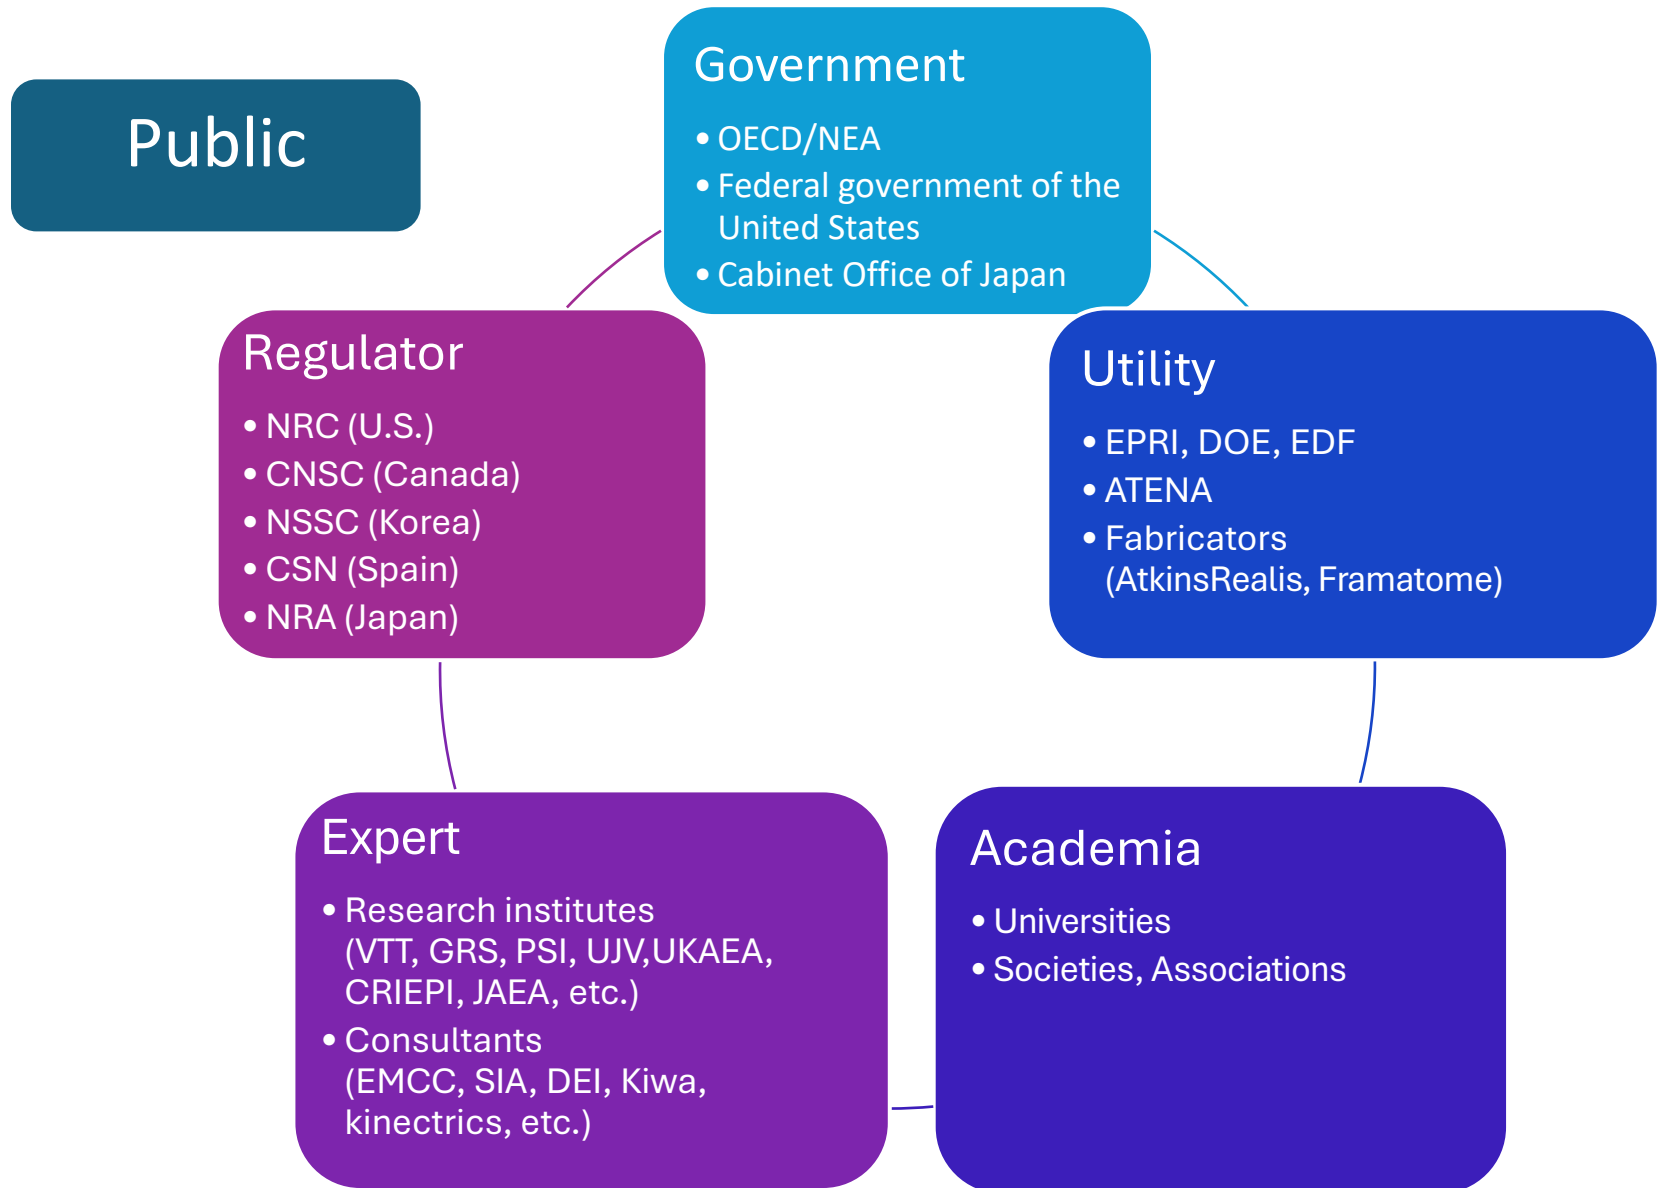 Public
Government
• OECD/NEA
• Federal government of the
United States
• Cabinet Office of Japan
Regulator
• NRC (U.S.)
• CNSC (Canada)
• NSSC (Korea)
• CSN (Spain)
• NRA (Japan)
Utility
• EPRI, DOE, EDF
• ATENA
• Fabricators
(AtkinsRealis, Framatome)
Expert
• Research institutes
(VTT, GRS, PSI, UJV,UKAEA,
CRIEPI, JAEA, etc.)
• Consultants
(EMCC, SIA, DEI, Kiwa,
kinectrics, etc.)
Academia
• Universities
• Societies, Associations